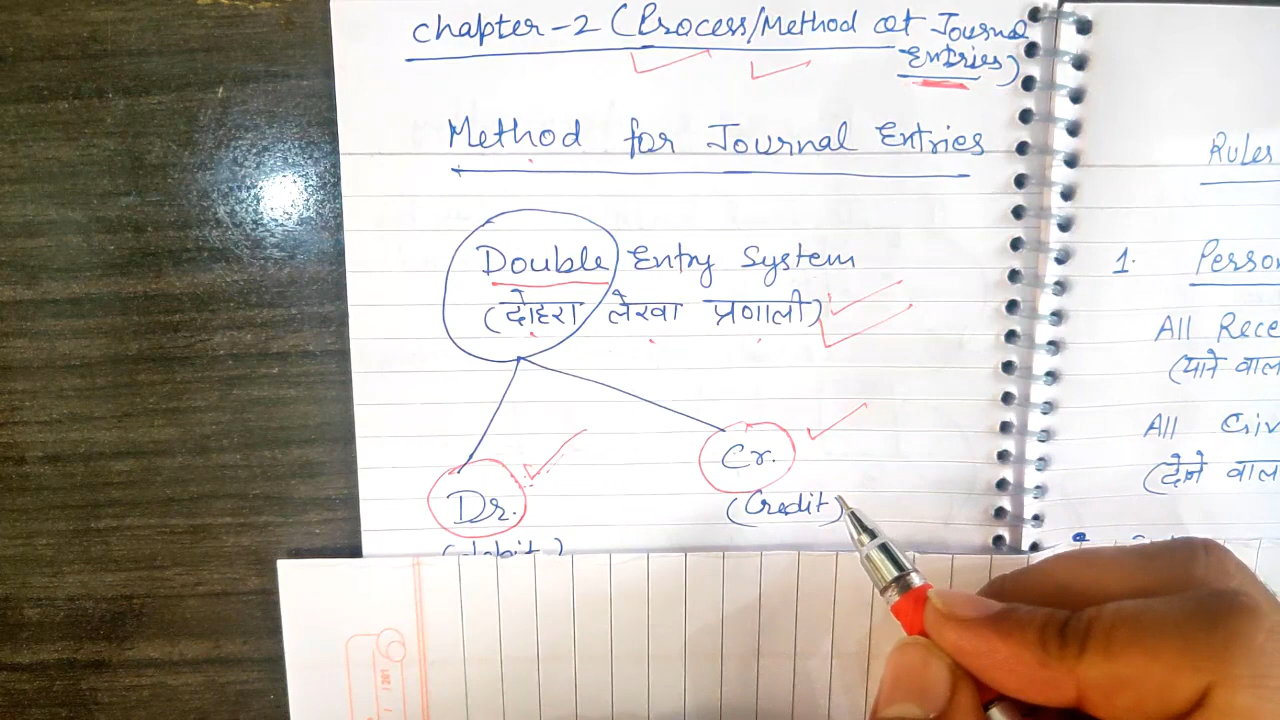 Chapter-2 (Process/Method of Journal
Entries)
Method for Journal Entries
Double Entry System
(दोहरा लेखा प्रणाली)
Dr.
Cr.
(Credit)
Rules
1. Person
All Rece
All Giv
(देने वाल